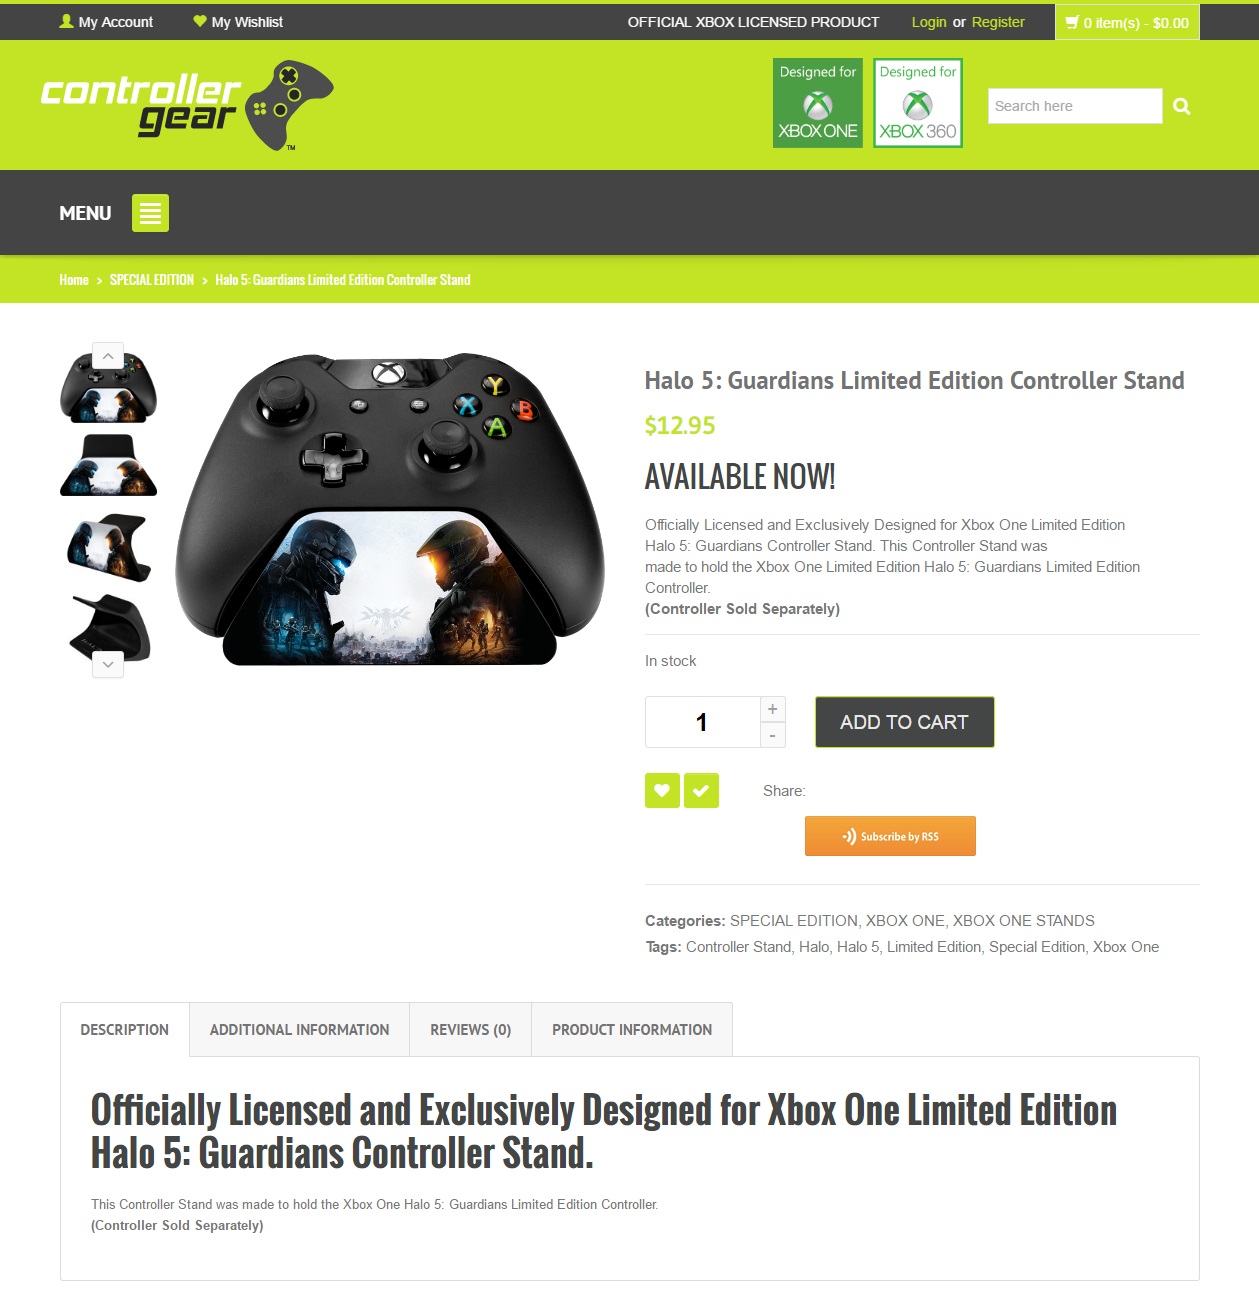 My Account My Wishlist OFFICIAL XBOX LICENSED PRODUCT Login or Register 0 item(s) - $0.00
controller
gear
TM
Designed for
XBOX ONE
Designed for
XBOX 360
Search here
MENU
Home > SPECIAL EDITION > Halo 5: Guardians Limited Edition Controller Stand
Y
X
B
A
Halo 5: Guardians Limited Edition Controller Stand
$12.95
AVAILABLE NOW!
Officially Licensed and Exclusively Designed for Xbox One Limited Edition
Halo 5: Guardians Controller Stand. This Controller Stand was
made to hold the Xbox One Limited Edition Halo 5: Guardians Limited Edition
Controller.
(Controller Sold Separately)
In stock
1
+
-
ADD TO CART
Share:
Subscribe by RSS
Categories: SPECIAL EDITION, XBOX ONE, XBOX ONE STANDS
Tags: Controller Stand, Halo, Halo 5, Limited Edition, Special Edition, Xbox One
DESCRIPTION ADDITIONAL INFORMATION REVIEWS (0) PRODUCT INFORMATION
Officially Licensed and Exclusively Designed for Xbox One Limited Edition
Halo 5: Guardians Controller Stand.
This Controller Stand was made to hold the Xbox One Halo 5: Guardians Limited Edition Controller.
(Controller Sold Separately)